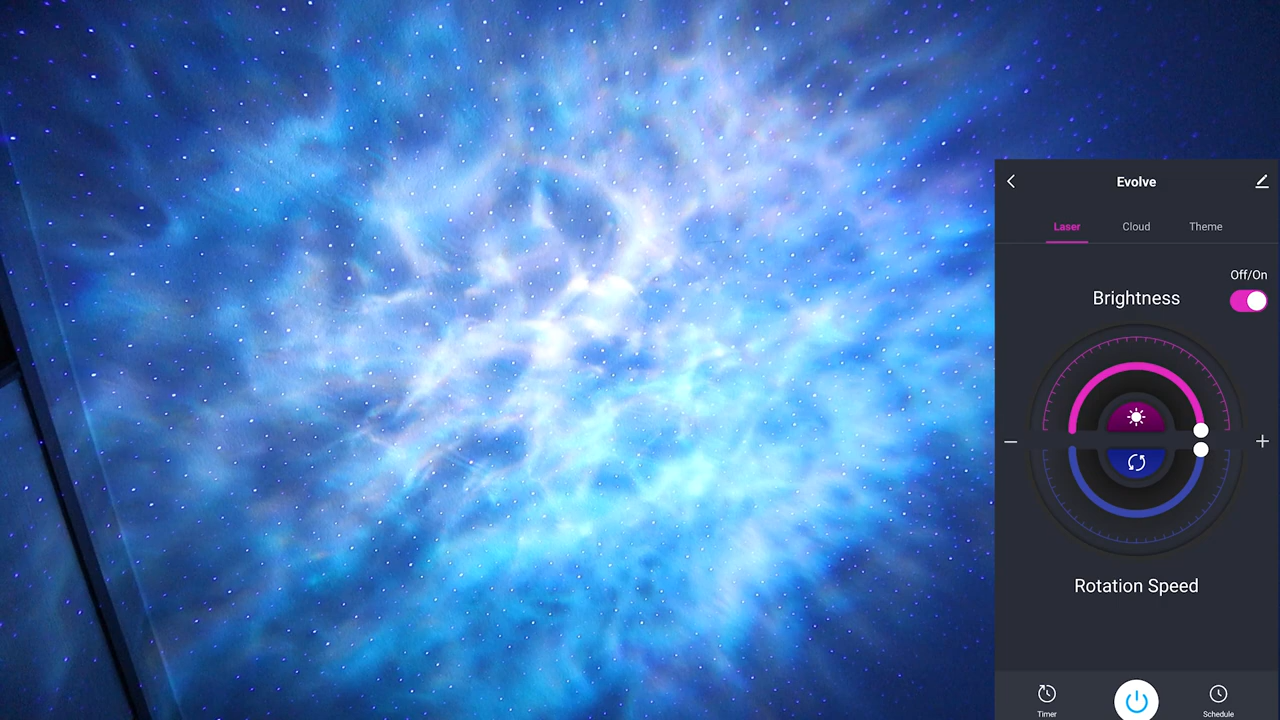 Evolve
Laser Cloud Theme
Off/On
Brightness
Rotation Speed
Timer Schedule